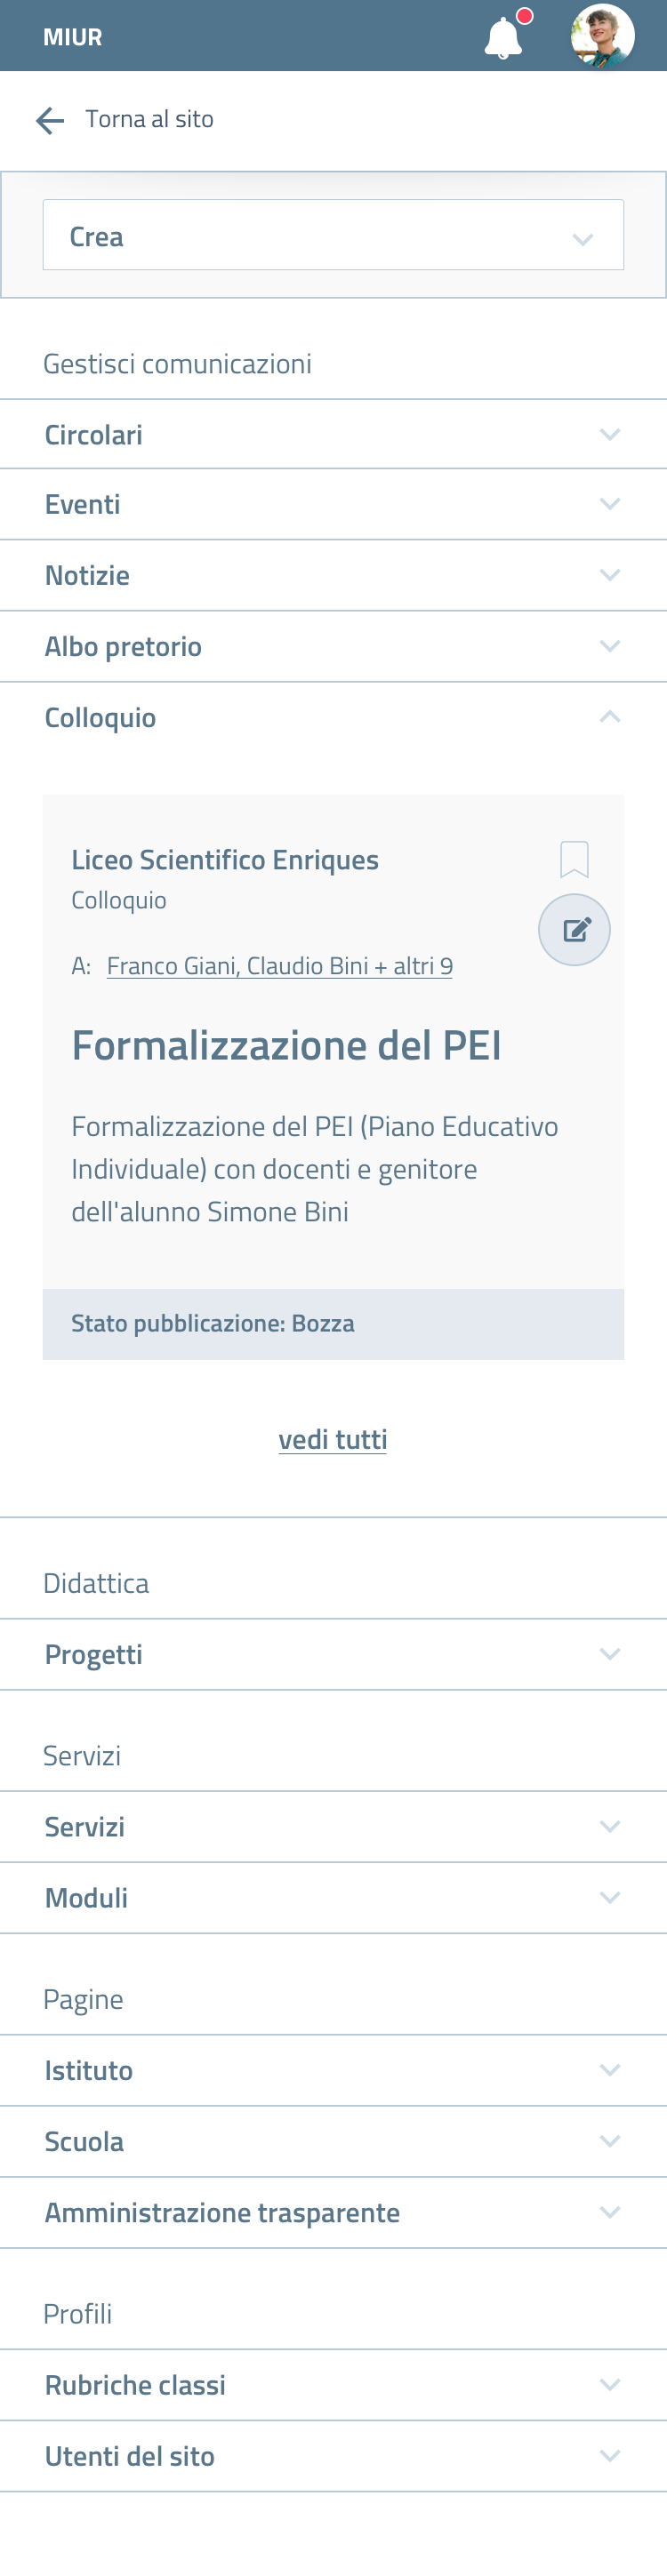 MIUR
Torna al sito
Crea
Gestisci comunicazioni
Circolari
Eventi
Notizie
Albo pretorio
Colloquio
Liceo Scientifico Enriques
Colloquio
A: Franco Giani, Claudio Bini + altri 9
Formalizzazione del PEI
Formalizzazione del PEI (Piano Educativo
Individuale) con docenti e genitore
dell'alunno Simone Bini
Stato pubblicazione: Bozza
vedi tutti
Didattica
Progetti
Servizi
Servizi
Moduli
Pagine
Istituto
Scuola
Amministrazione trasparente
Profili
Rubriche classi
Utenti del sito